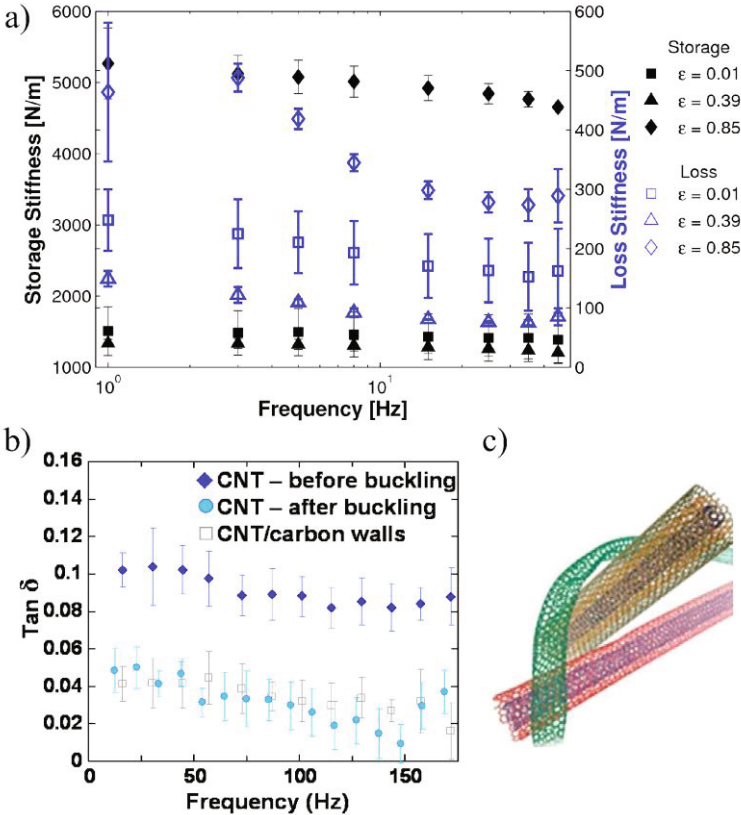 a)
6000
5000
4000
3000
2000
1000
Storage Stiffness [N/m]
600
500
400
300
200
100
0
Loss Stiffness [N/m]
10⁰
10¹
Frequency [Hz]
Storage
ε = 0.01
ε = 0.39
ε = 0.85
Loss
ε = 0.01
ε = 0.39
ε = 0.85
b)
0.16
0.14
0.12
0.1
0.08
0.06
0.04
0.02
0
Tan δ
CNT – before buckling
CNT – after buckling
CNT/carbon walls
0
50
100
150
Frequency (Hz)
c)